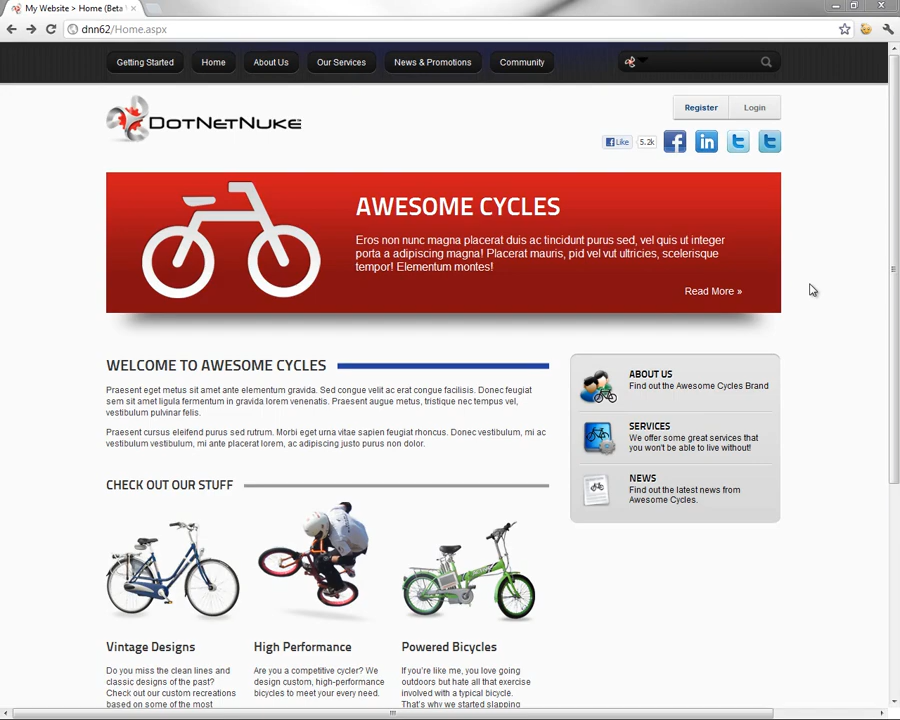 My Website > Home (Beta
dnn62/Home.aspx
Getting Started Home About Us Our Services News & Promotions Community
DOTNETNUKE
Register Login
Like 5.2k
AWESOME CYCLES
Eros non nunc magna placerat duis ac tincidunt purus sed, vel quis ut integer
porta a adipiscing magna! Placerat mauris, pid vel vut ultricies, scelerisque
tempor! Elementum montes!
Read More »
WELCOME TO AWESOME CYCLES
Praesent eget metus sit amet ante elementum gravida. Sed congue velit ac erat congue facilisis. Donec feugiat
sem sit amet ligula fermentum in gravida lorem venenatis. Praesent augue metus, tristique nec tempus vel,
vestibulum pulvinar felis.
Praesent cursus eleifend purus sed rutrum. Morbi eget urna vitae sapien feugiat rhoncus. Donec vestibulum, mi ac
vestibulum vestibulum, mi ante placerat lorem, ac adipiscing justo purus non dolor.
ABOUT US
Find out the Awesome Cycles Brand
SERVICES
We offer some great services that
you won't be able to live without!
NEWS
Find out the latest news from
Awesome Cycles.
CHECK OUT OUR STUFF
Vintage Designs
Do you miss the clean lines and
classic designs of the past?
Check out our custom recreations
based on some of the most
High Performance
Are you a competitive cycler? We
design custom, high-performance
bicycles to meet your every need.
Powered Bicycles
If you're like me, you love going
outdoors but hate all that exercise
involved with a typical bicycle.
That's why we started slapping